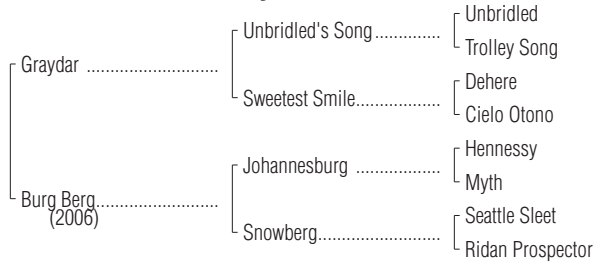 Unbridled
Unbridled's Song..............
Trolley Song
Graydar ............................
Dehere
Sweetest Smile..................
Cielo Otono
Hennessy
Johannesburg ..................
Myth
Burg Berg..........................
(2006)
Seattle Sleet
Snowberg..........................
Ridan Prospector